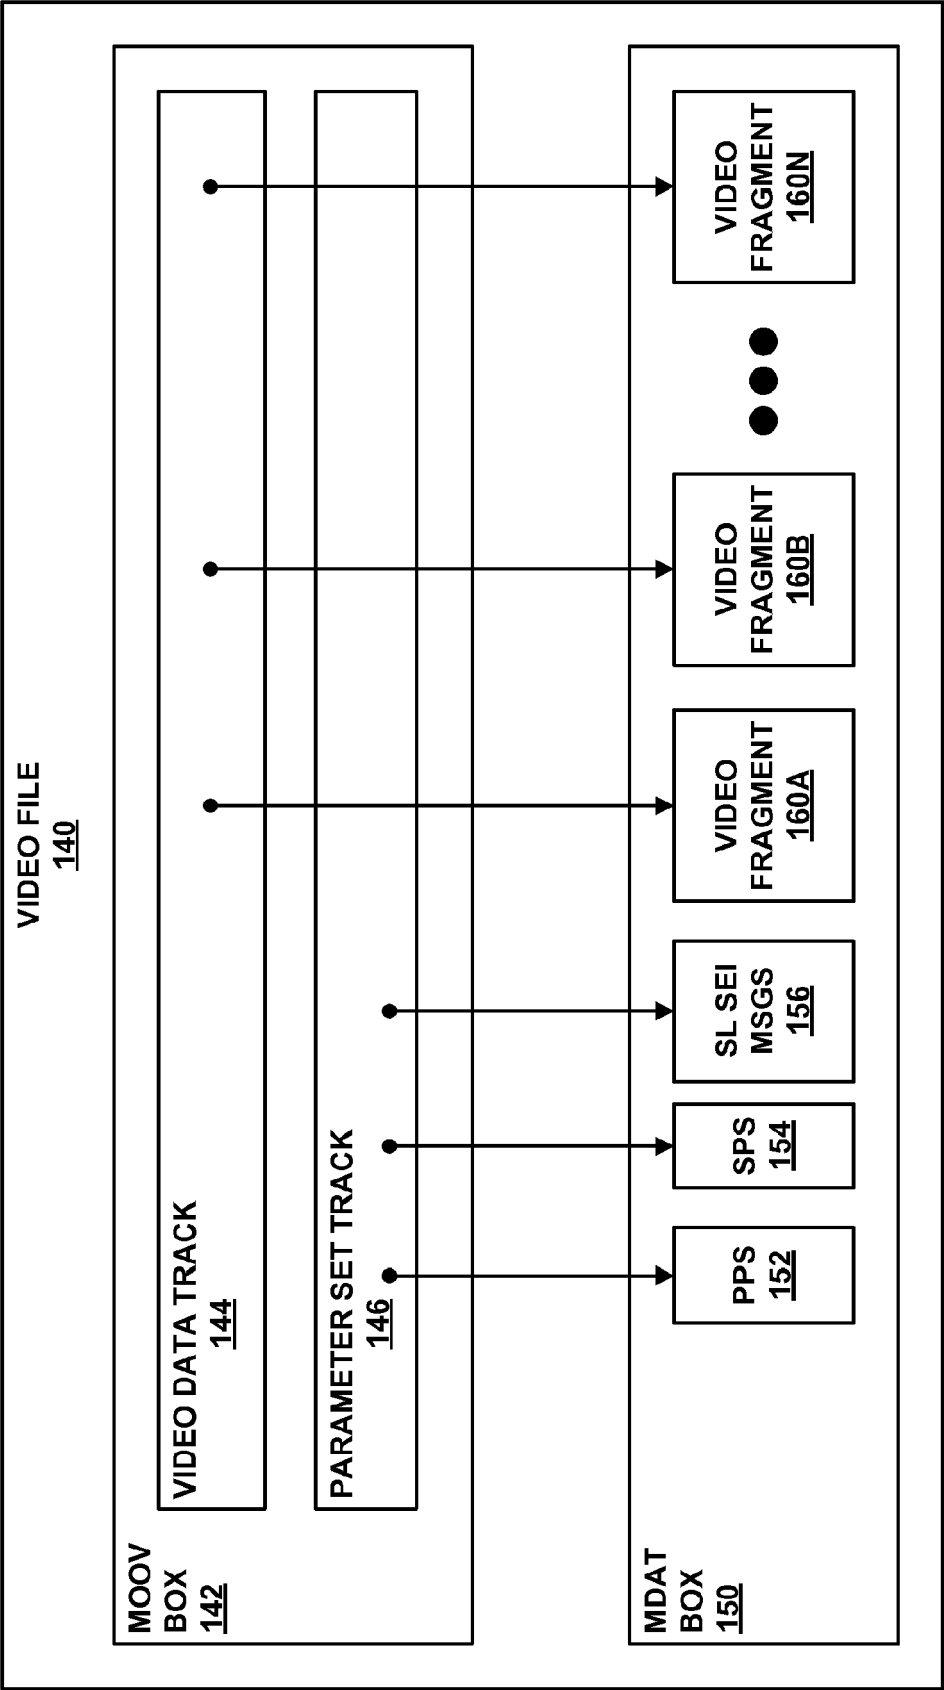 VIDEO FILE
140
MOOV
BOX
142
VIDEO DATA TRACK
144
PARAMETER SET TRACK
146
MDAT
BOX
150
PPS
152
SPS
154
SL SEI
MSGS
156
VIDEO
FRAGMENT
160A
VIDEO
FRAGMENT
160B
VIDEO
FRAGMENT
160N